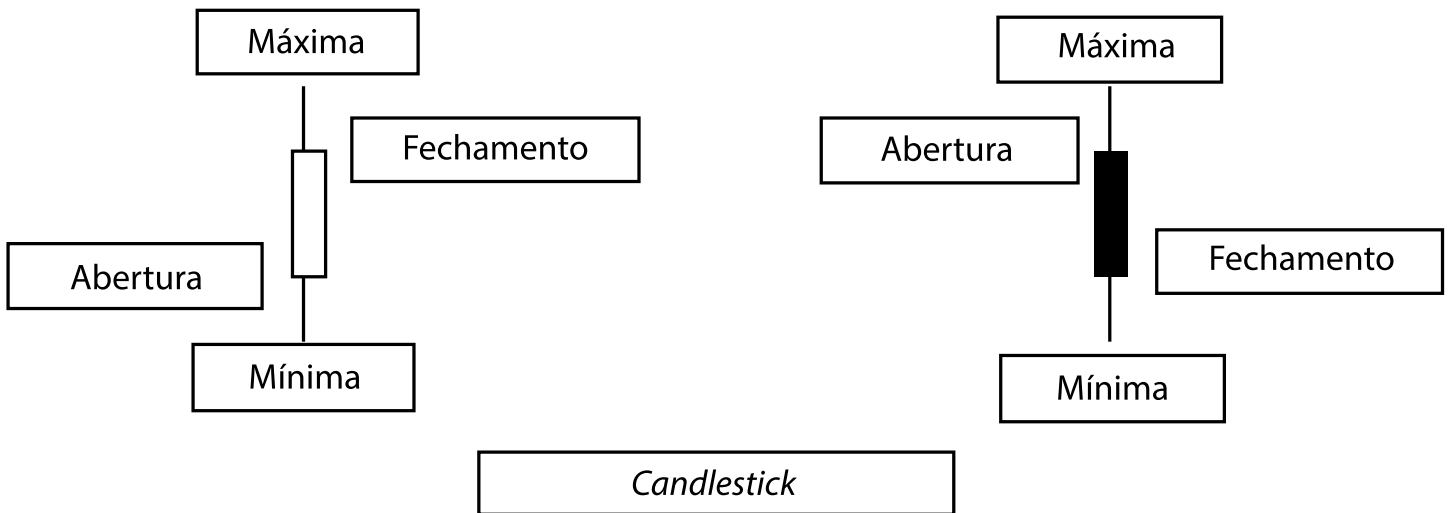 Máxima
Fechamento
Abertura
Mínima
Máxima
Abertura
Fechamento
Mínima
Candlestick